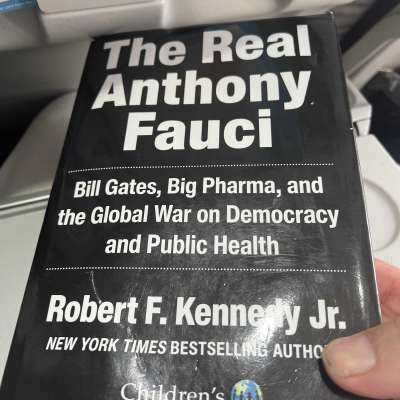 The Real
Anthony
Fauci
Bill Gates, Big Pharma, and
the Global War on Democracy
and Public Health
Robert F. Kennedy Jr.
NEW YORK TIMES BESTSELLING AUTHOR
Children's